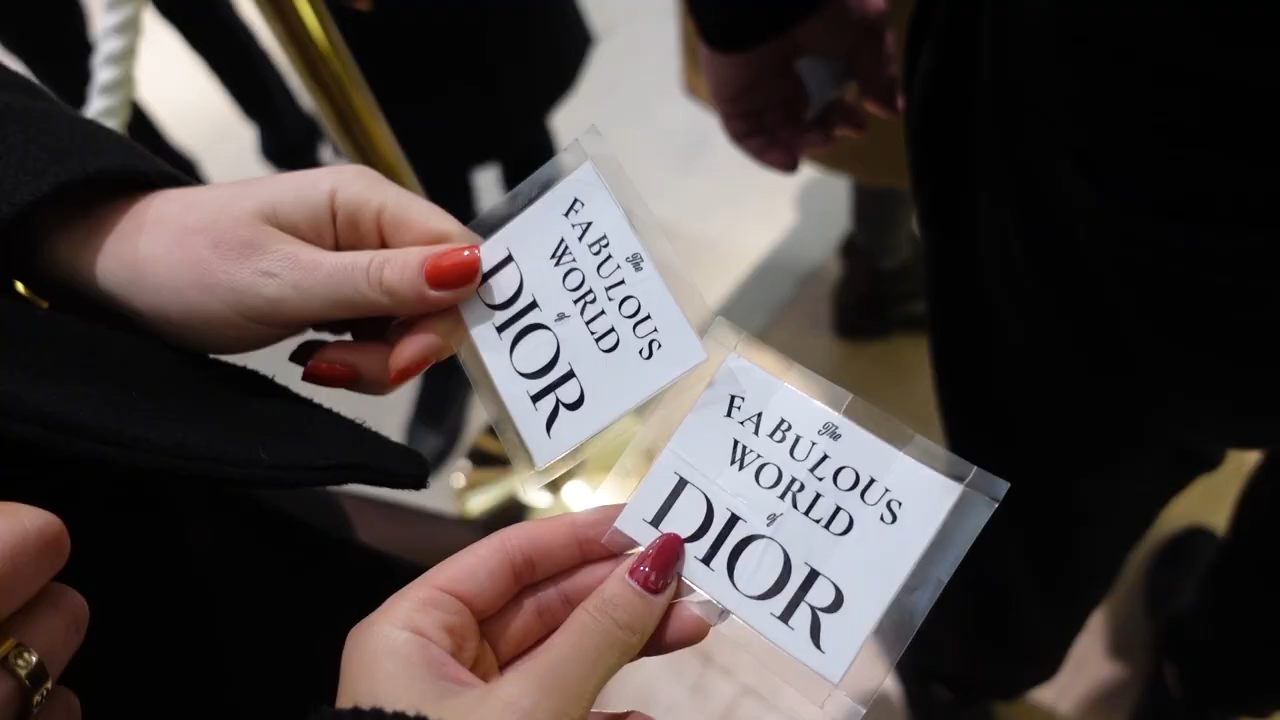 The
FABULOUS
WORLD
of
DIOR
The
FABULOUS
WORLD
of
DIOR